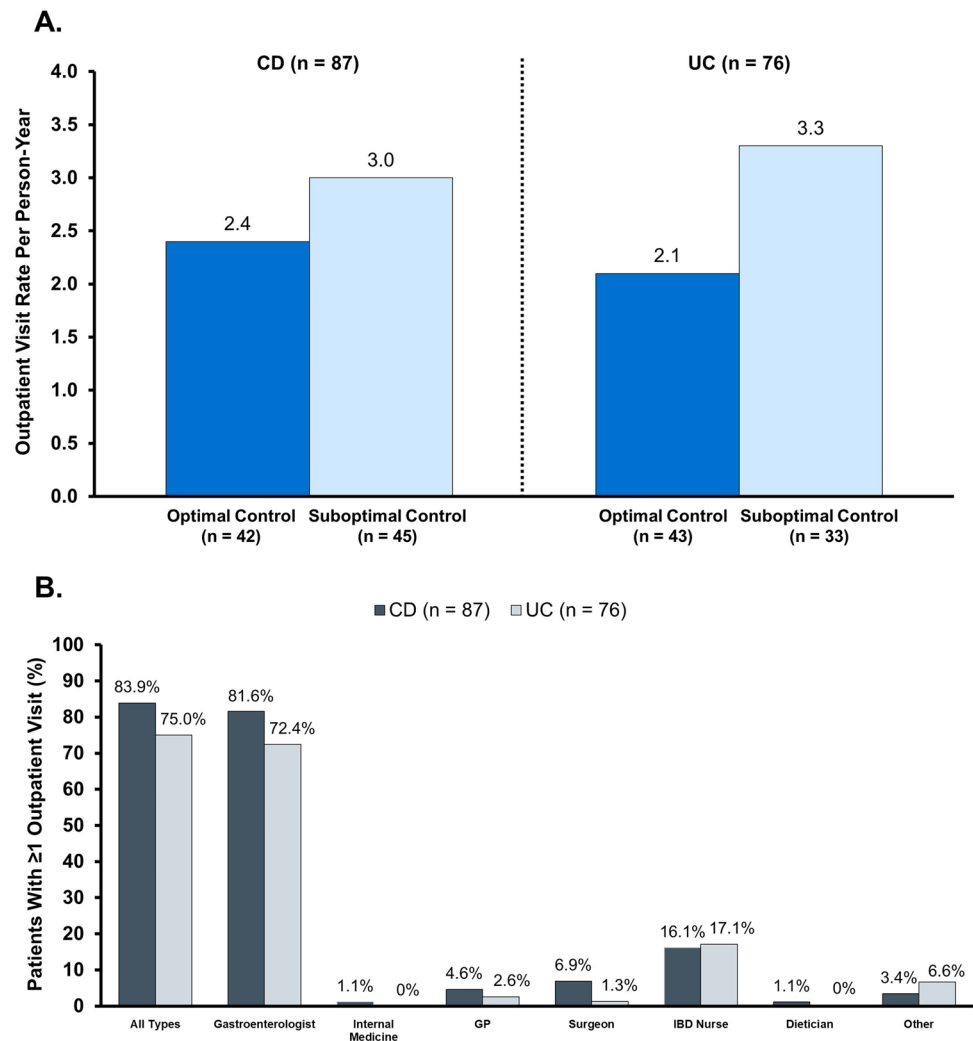 A.
CD (n = 87)
UC (n = 76)
Outpatient Visit Rate Per Person-Year
4.0
3.5
3.0
2.5
2.0
1.5
1.0
0.5
0.0
2.4
3.0
2.1
3.3
Optimal Control
(n = 42)
Suboptimal Control
(n = 45)
Optimal Control
(n = 43)
Suboptimal Control
(n = 33)
B.
CD (n = 87)
UC (n = 76)
Patients With ≥1 Outpatient Visit (%)
100
90
80
70
60
50
40
30
20
10
0
83.9%
75.0%
81.6%
72.4%
1.1%
0%
4.6%
2.6%
6.9%
1.3%
16.1%
17.1%
1.1%
0%
3.4%
6.6%
All Types
Gastroenterologist
Internal
Medicine
GP
Surgeon
IBD Nurse
Dietician
Other